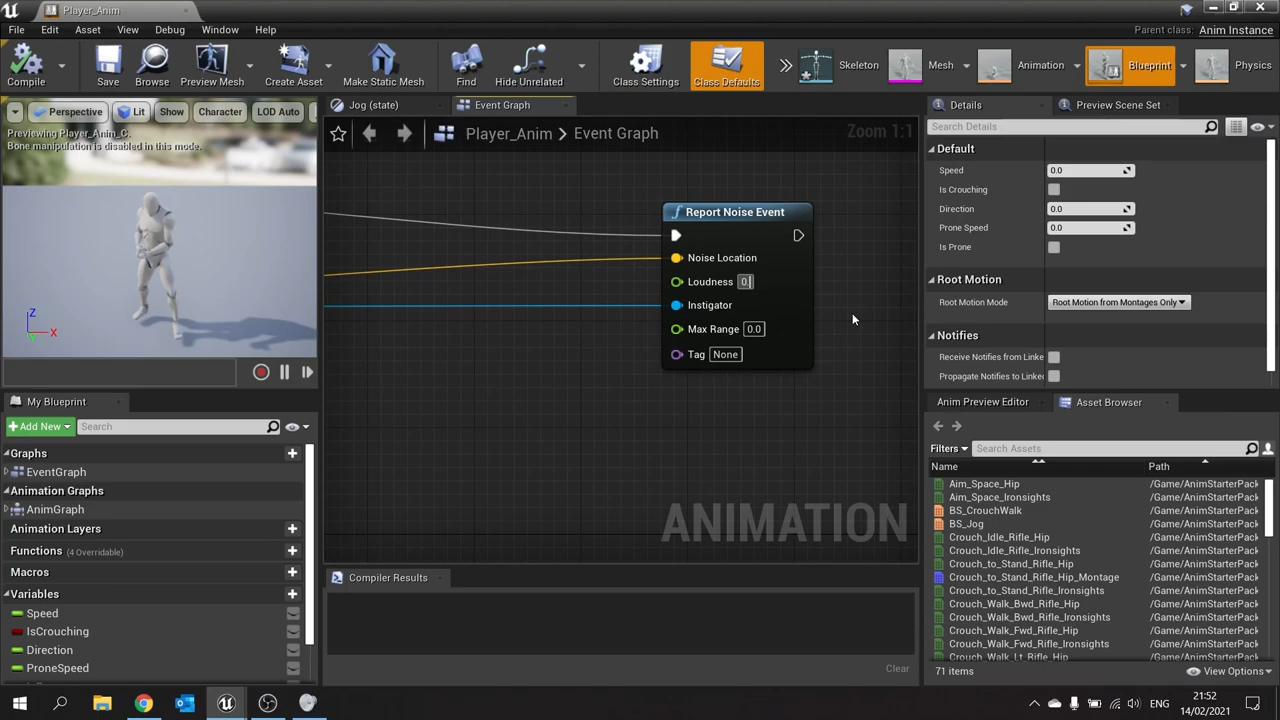 Player_Anim
File Edit Asset View Debug Window Help
Parent class: Anim Instance
Compile Save Browse Preview Mesh Create Asset Make Static Mesh Find Hide Unrelated Class Settings Class Defaults Skeleton Mesh Animation Blueprint Physics
Perspective Lit Show Character LOD Auto
Previewing Player_Anim_C.
Bone manipulation is disabled in this mode.
Z
X
Y
Jog (state) Event Graph
Player_Anim > Event Graph
Zoom 1:1
Report Noise Event
Noise Location
Loudness 0.
Instigator
Max Range 0.0
Tag None
ANIMATION
Details Preview Scene Set
Search Details
Default
Speed 0.0
Is Crouching
Direction 0.0
Prone Speed 0.0
Is Prone
Root Motion
Root Motion Mode Root Motion from Montages Only
Notifies
Receive Notifies from Linke
Propagate Notifies to Linke
My Blueprint
Add New Search
Graphs
EventGraph
Animation Graphs
AnimGraph
Animation Layers
Functions (4 Overridable)
Macros
Variables
Speed
IsCrouching
Direction
ProneSpeed
Compiler Results
Clear
Anim Preview Editor Asset Browser
Filters Search Assets
Name Path
Aim_Space_Hip /Game/AnimStarterPack
Aim_Space_Ironsights /Game/AnimStarterPack
BS_CrouchWalk /Game/AnimStarterPack
BS_Jog /Game/AnimStarterPack
Crouch_Idle_Rifle_Hip /Game/AnimStarterPack
Crouch_Idle_Rifle_Ironsights /Game/AnimStarterPack
Crouch_to_Stand_Rifle_Hip /Game/AnimStarterPack
Crouch_to_Stand_Rifle_Hip_Montage /Game/AnimStarterPack
Crouch_to_Stand_Rifle_Ironsights /Game/AnimStarterPack
Crouch_Walk_Bwd_Rifle_Hip /Game/AnimStarterPack
Crouch_Walk_Bwd_Rifle_Ironsights /Game/AnimStarterPack
Crouch_Walk_Fwd_Rifle_Hip /Game/AnimStarterPack
Crouch_Walk_Fwd_Rifle_Ironsights /Game/AnimStarterPack
Crouch_Walk_Lt_Rifle_Hip /Game/AnimStarterPack
71 items View Options
ENG
21:52
14/02/2021